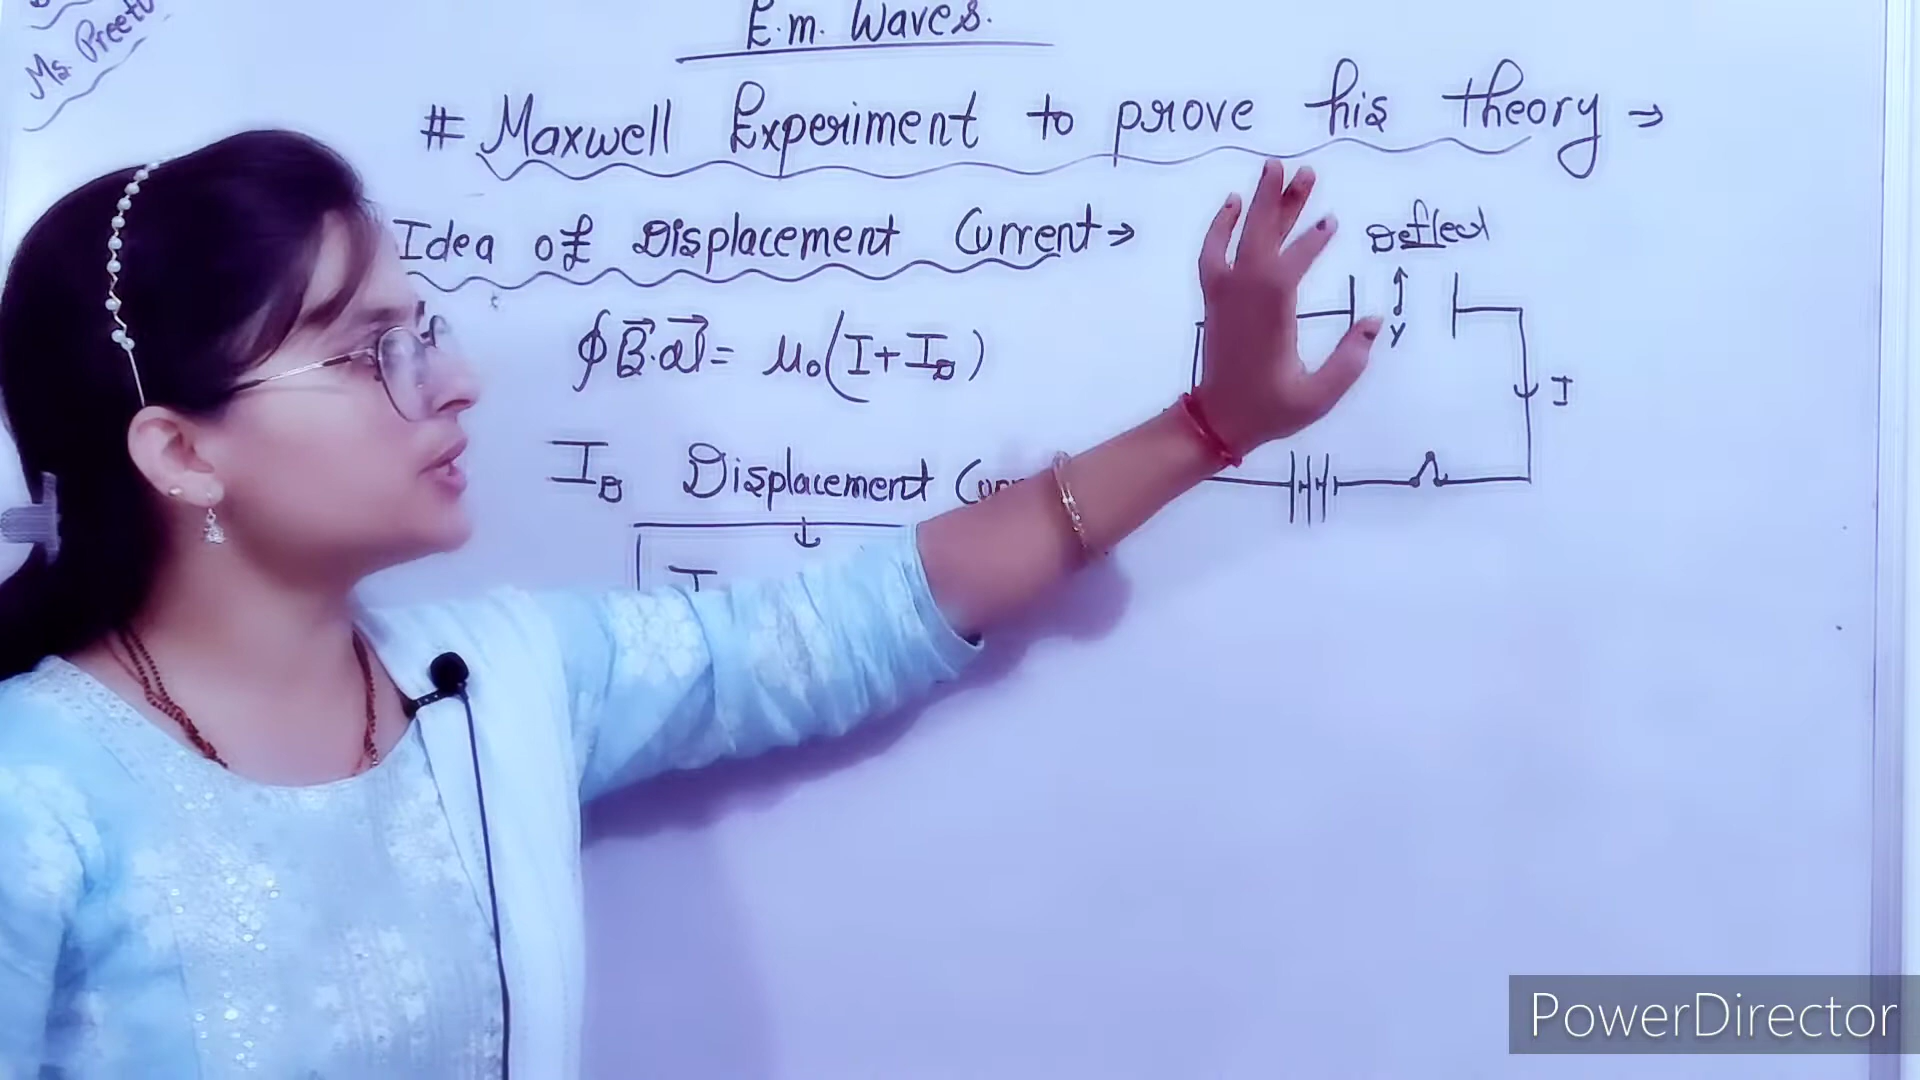 Ms. Preeti
E.m. Waves.
# Maxwell Experiment to prove his theory →
Idea of Displacement Current →
Deflect
∮B⃗.dl⃗ = μ₀(I+I_D)
Y
I
I_D Displacement
I
PowerDirector